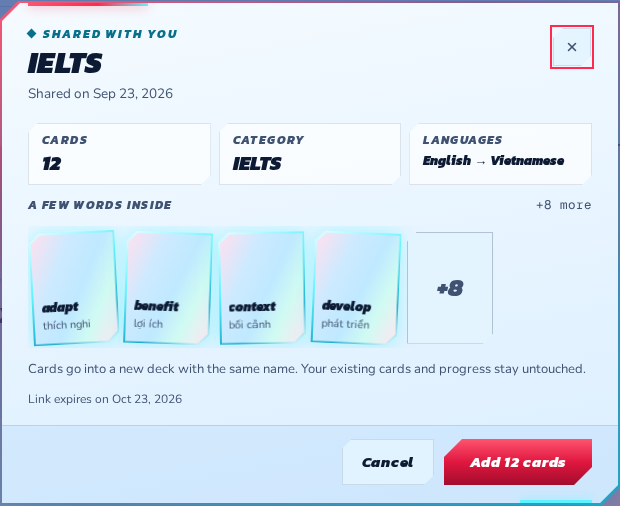 SHARED WITH YOU
IELTS
Shared on Sep 23, 2026
CARDS
12
CATEGORY
IELTS
LANGUAGES
English → Vietnamese
A FEW WORDS INSIDE
+8 more
adapt
thích nghi
benefit
lợi ích
context
bối cảnh
develop
phát triển
+8
Cards go into a new deck with the same name. Your existing cards and progress stay untouched.
Link expires on Oct 23, 2026
Cancel
Add 12 cards